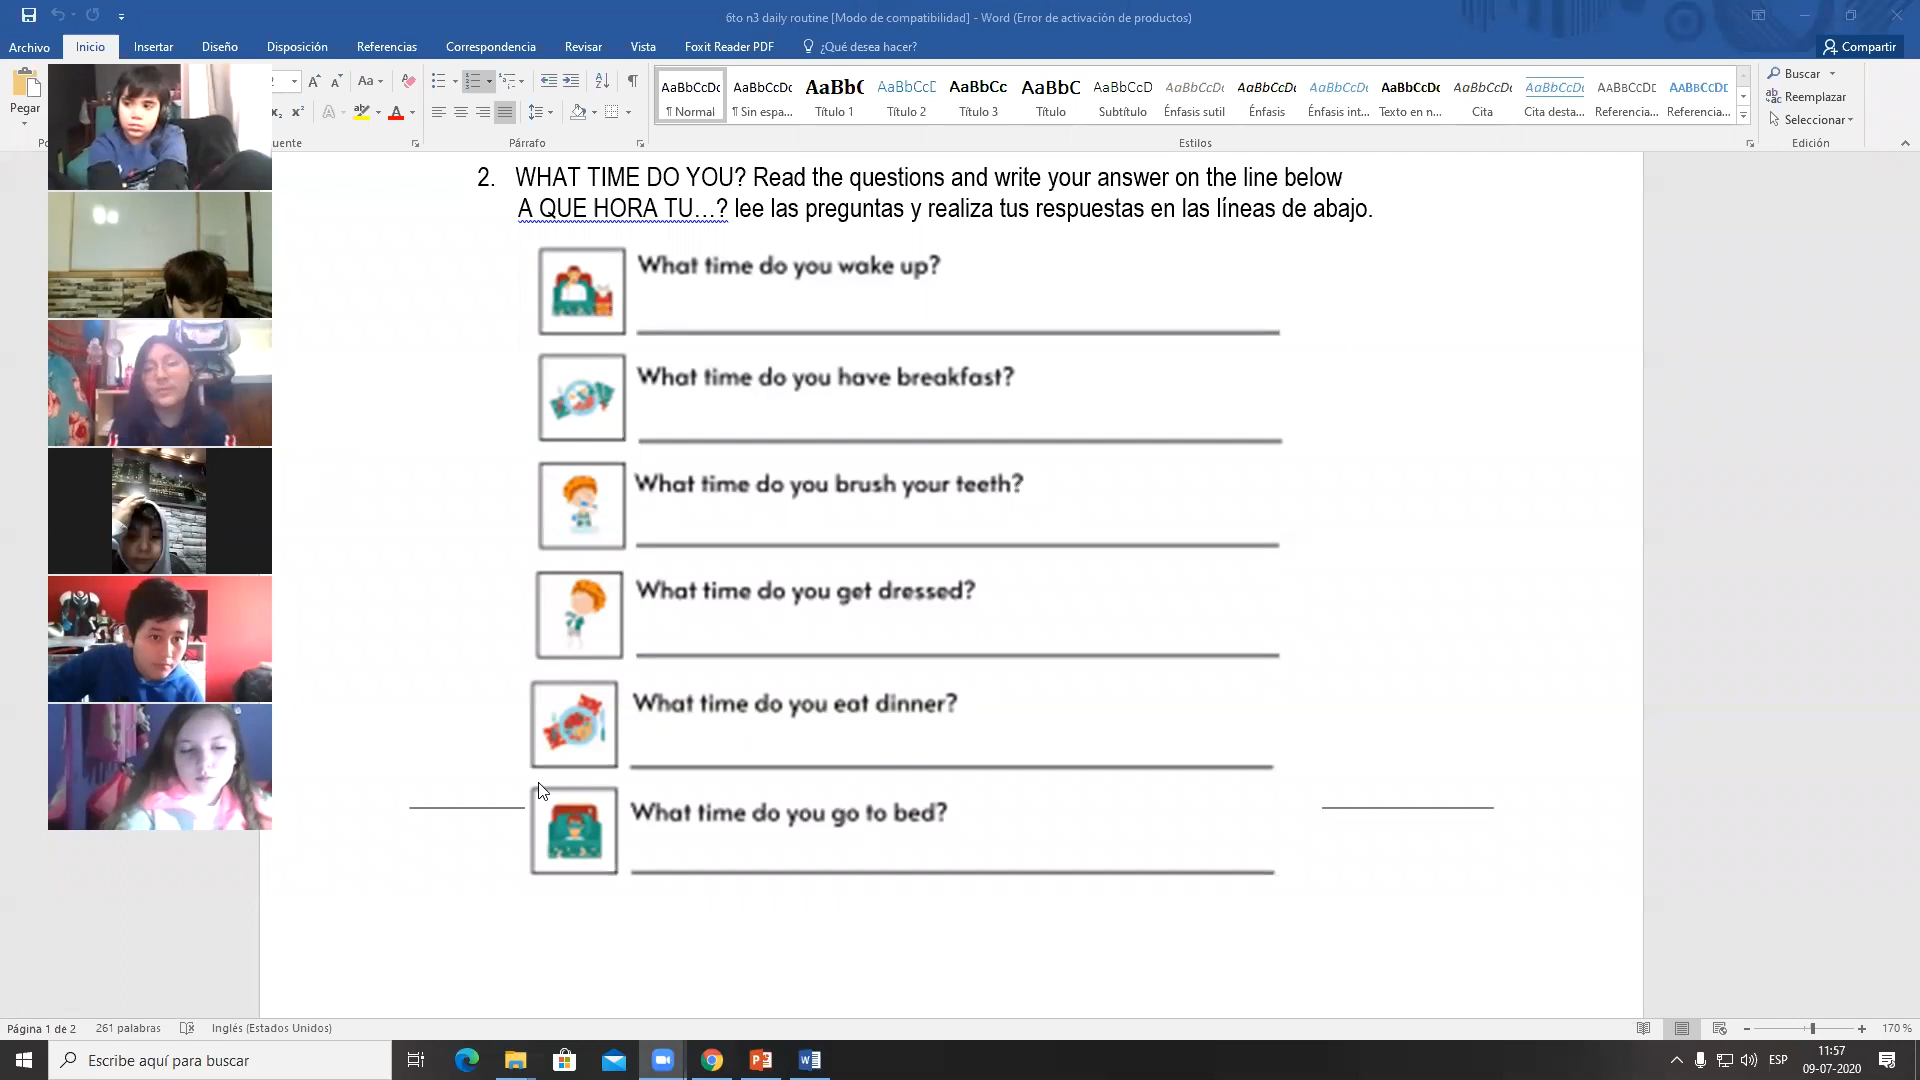 6to n3 daily routine [Modo de compatibilidad] - Word (Error de activación de productos)
Archivo Inicio Insertar Diseño Disposición Referencias Correspondencia Revisar Vista Foxit Reader PDF ¿Qué desea hacer? Compartir
Pegar
AaBbCcDc AaBbCcDc AaBbC AaBbCcD AaBbCc AaBbC AaBbCcD AaBbCcDc AaBbCcDc AaBbCcDc AaBbCcDc AaBbCcDc AaBbCcDc AaBbCcDc AaBbCcDc
¶ Normal ¶ Sin espa... Título 1 Título 2 Título 3 Título Subtítulo Énfasis sutil Énfasis Énfasis int... Texto en n... Cita Cita desta... Referencia... Referencia...
Buscar
Reemplazar
Seleccionar
uente Párrafo Estilos Edición
2. WHAT TIME DO YOU? Read the questions and write your answer on the line below
A QUE HORA TU…? lee las preguntas y realiza tus respuestas en las líneas de abajo.
What time do you wake up?
What time do you have breakfast?
What time do you brush your teeth?
What time do you get dressed?
What time do you eat dinner?
What time do you go to bed?
Página 1 de 2 261 palabras Inglés (Estados Unidos) 170 %
Escribe aquí para buscar
ESP
11:57
09-07-2020